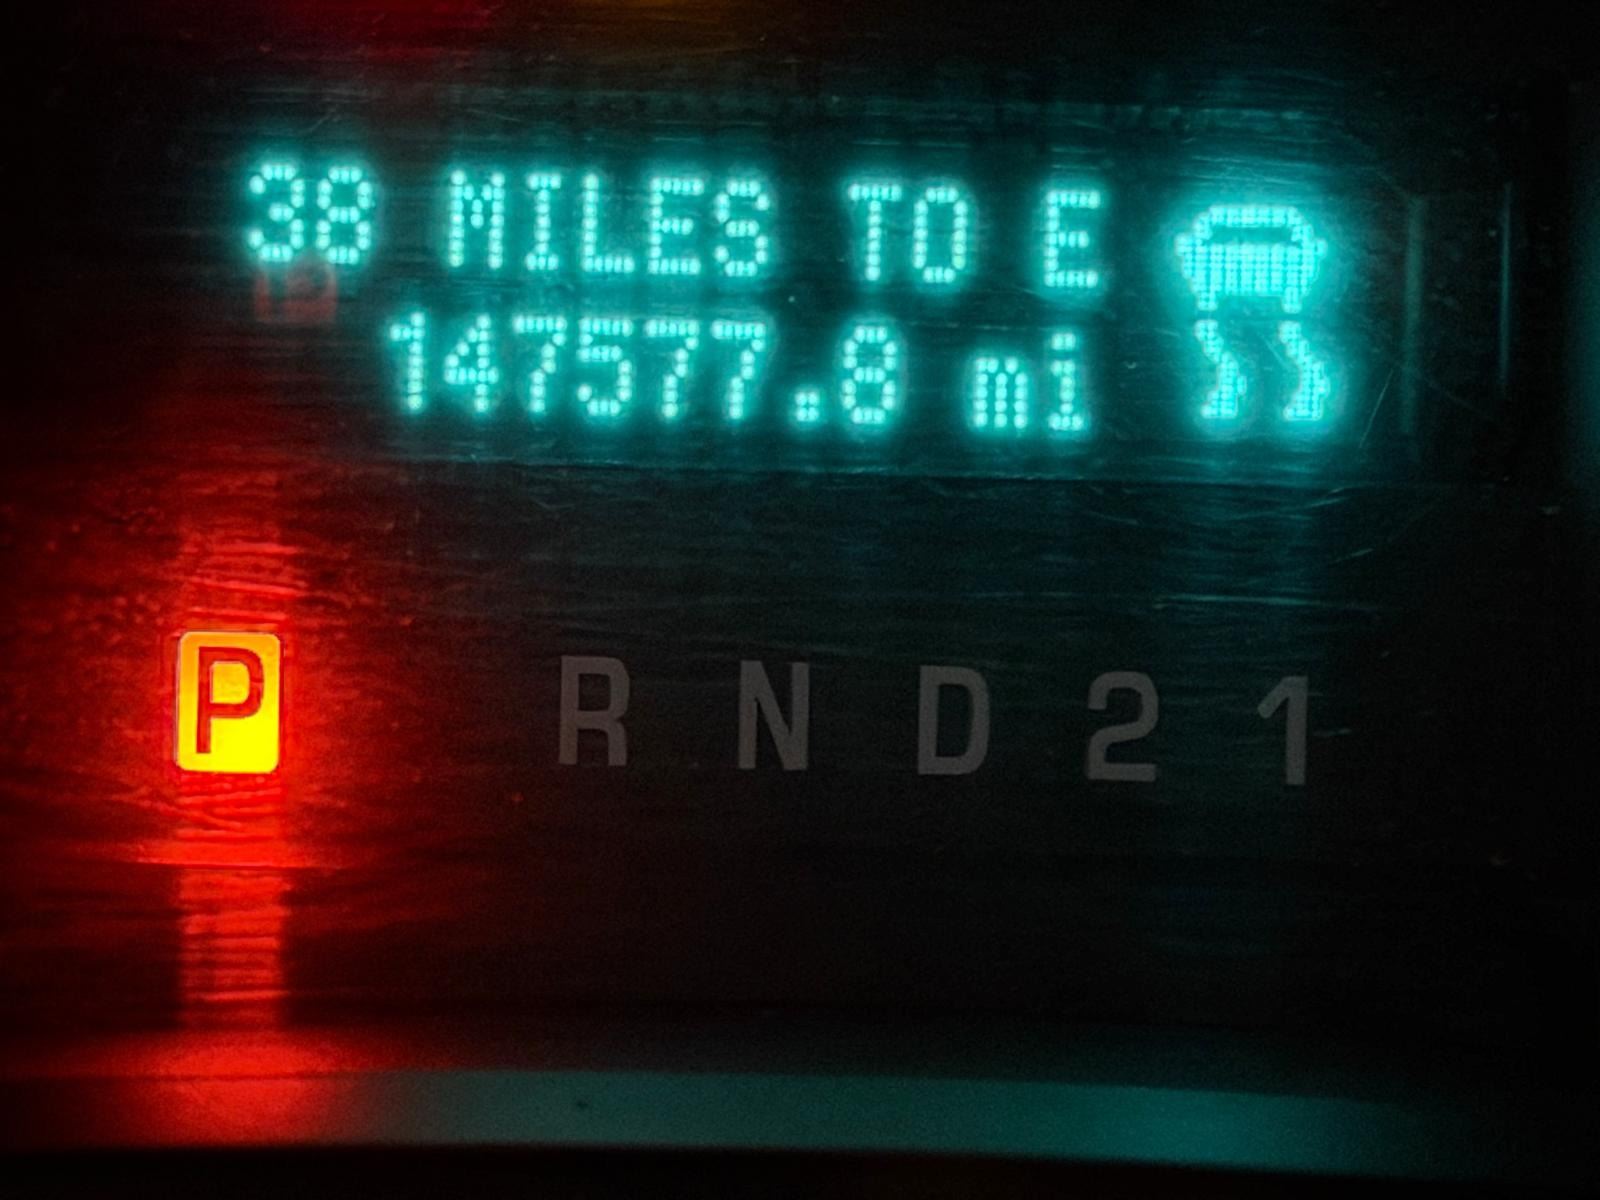 38 MILES TO E
147577.8 mi
P R N D 2 1